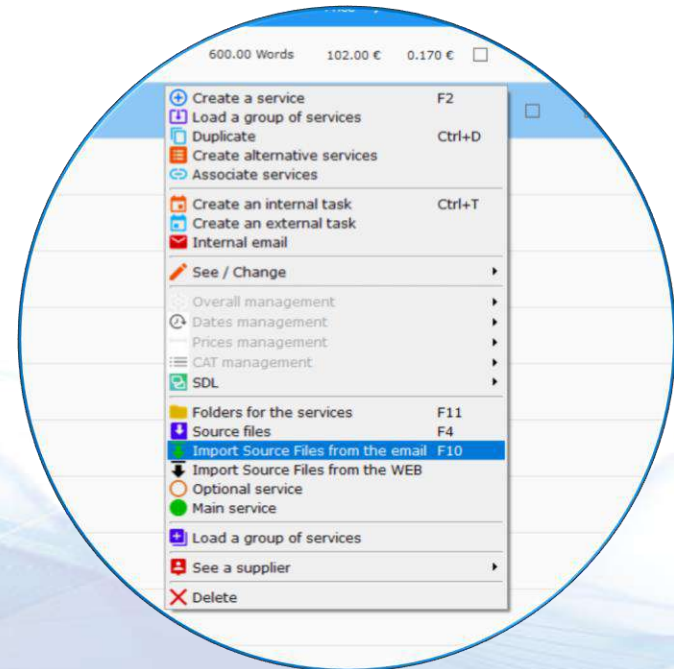 600.00 Words 102.00 € 0.170 €
Create a service F2
Load a group of services
Duplicate Ctrl+D
Create alternative services
Associate services
Create an internal task Ctrl+T
Create an external task
Internal email
See / Change
Overall management
Dates management
Prices management
CAT management
SDL
Folders for the services F11
Source files F4
Import Source Files from the email F10
Import Source Files from the WEB
Optional service
Main service
Load a group of services
See a supplier
Delete